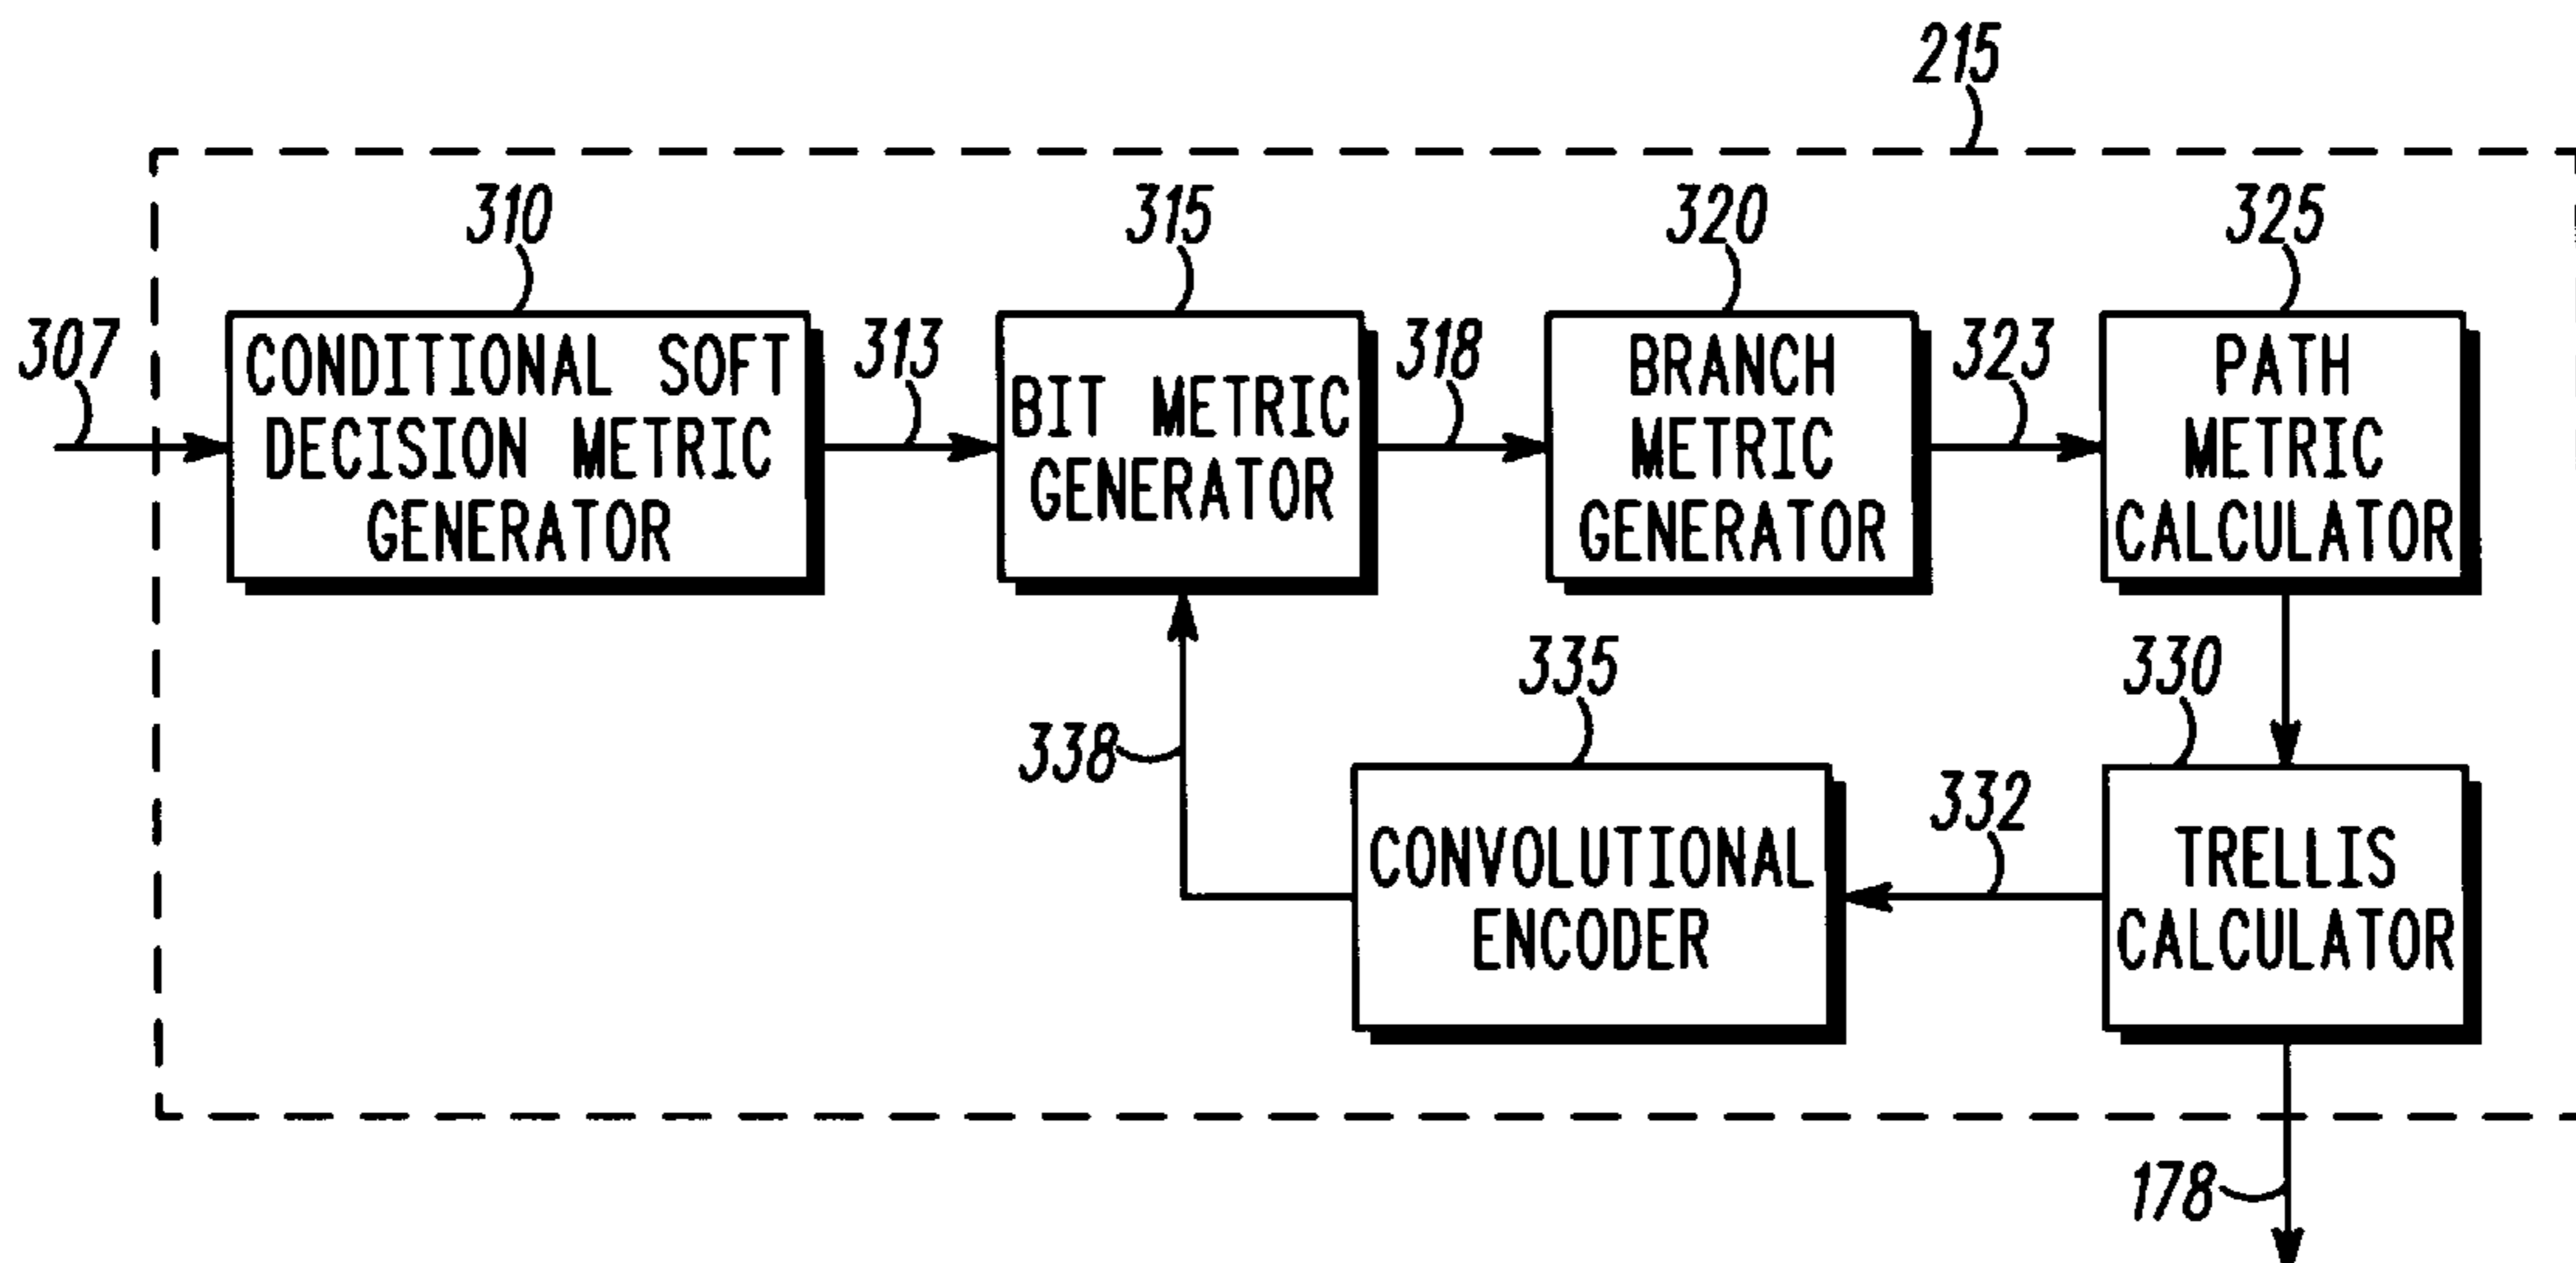 215
310
315
320
325
307
CONDITIONAL SOFT
DECISION METRIC
GENERATOR
313
BIT METRIC
GENERATOR
318
BRANCH
METRIC
GENERATOR
323
PATH
METRIC
CALCULATOR
338
335
CONVOLUTIONAL
ENCODER
332
330
TRELLIS
CALCULATOR
178